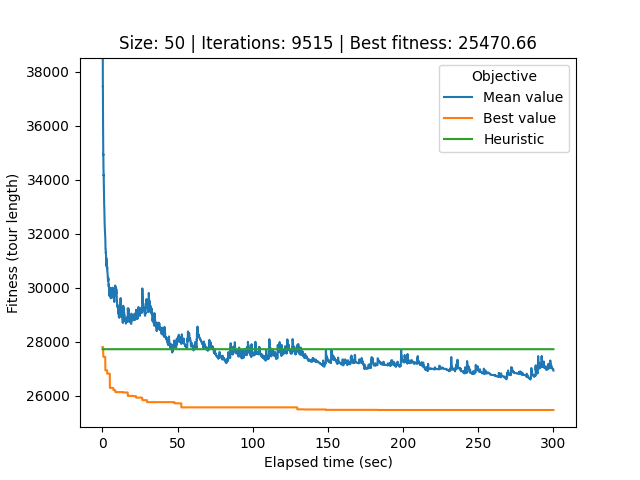 Size: 50 | Iterations: 9515 | Best fitness: 25470.66
Objective
Mean value
Best value
Heuristic
Fitness (tour length)
38000
36000
34000
32000
30000
28000
26000
0 50 100 150 200 250 300
Elapsed time (sec)